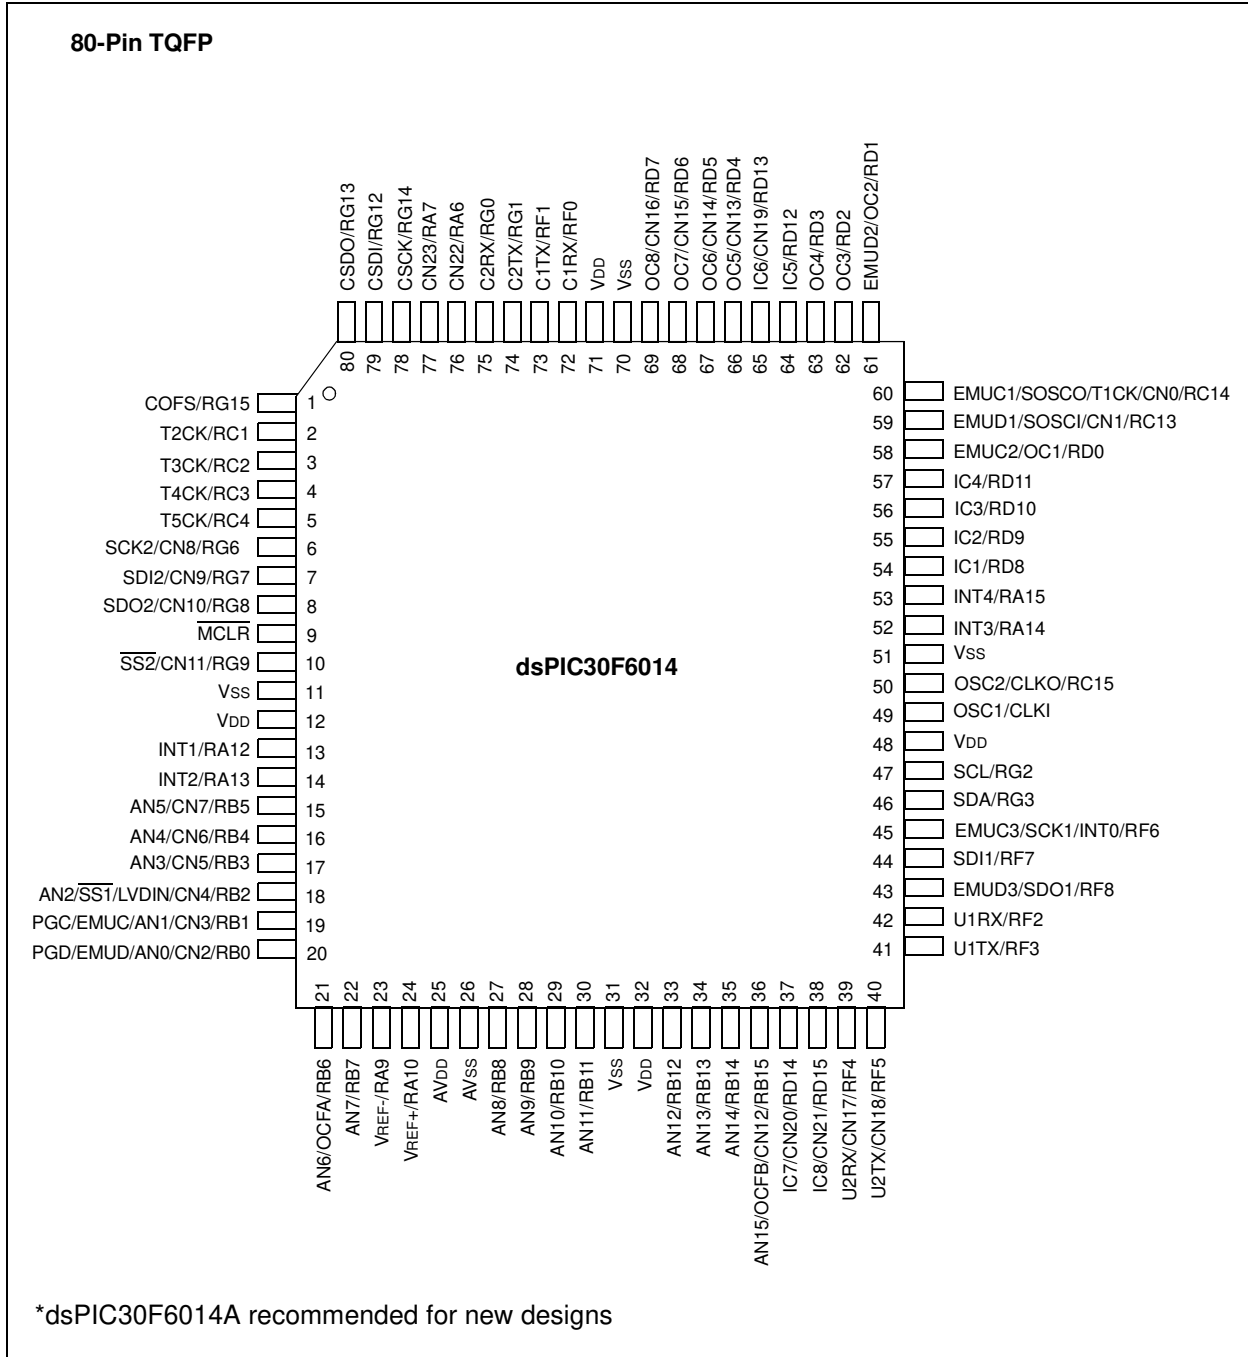 80-Pin TQFP
CSDO/RG13
CSDI/RG12
CSCK/RG14
CN23/RA7
CN22/RA6
C2RX/RG0
C2TX/RG1
C1TX/RF1
C1RX/RF0
VDD
VSS
OC8/CN16/RD7
OC7/CN15/RD6
OC6/CN14/RD5
OC5/CN13/RD4
IC6/CN19/RD13
IC5/RD12
OC4/RD3
OC3/RD2
EMUD2/OC2/RD1
80
79
78
77
76
75
74
73
72
71
70
69
68
67
66
65
64
63
62
61
COFS/RG15 1
T2CK/RC1 2
T3CK/RC2 3
T4CK/RC3 4
T5CK/RC4 5
SCK2/CN8/RG6 6
SDI2/CN9/RG7 7
SDO2/CN10/RG8 8
MCLR 9
SS2/CN11/RG9 10
VSS 11
VDD 12
INT1/RA12 13
INT2/RA13 14
AN5/CN7/RB5 15
AN4/CN6/RB4 16
AN3/CN5/RB3 17
AN2/SS1/LVDIN/CN4/RB2 18
PGC/EMUC/AN1/CN3/RB1 19
PGD/EMUD/AN0/CN2/RB0 20
dsPIC30F6014
60 EMUC1/SOSCO/T1CK/CN0/RC14
59 EMUD1/SOSCI/CN1/RC13
58 EMUC2/OC1/RD0
57 IC4/RD11
56 IC3/RD10
55 IC2/RD9
54 IC1/RD8
53 INT4/RA15
52 INT3/RA14
51 VSS
50 OSC2/CLKO/RC15
49 OSC1/CLKI
48 VDD
47 SCL/RG2
46 SDA/RG3
45 EMUC3/SCK1/INT0/RF6
44 SDI1/RF7
43 EMUD3/SDO1/RF8
42 U1RX/RF2
41 U1TX/RF3
21
22
23
24
25
26
27
28
29
30
31
32
33
34
35
36
37
38
39
40
AN6/OCFA/RB6
AN7/RB7
VREF-/RA9
VREF+/RA10
AVDD
AVSS
AN8/RB8
AN9/RB9
AN10/RB10
AN11/RB11
VSS
VDD
AN12/RB12
AN13/RB13
AN14/RB14
AN15/OCFB/CN12/RB15
IC7/CN20/RD14
IC8/CN21/RD15
U2RX/CN17/RF4
U2TX/CN18/RF5
*dsPIC30F6014A recommended for new designs